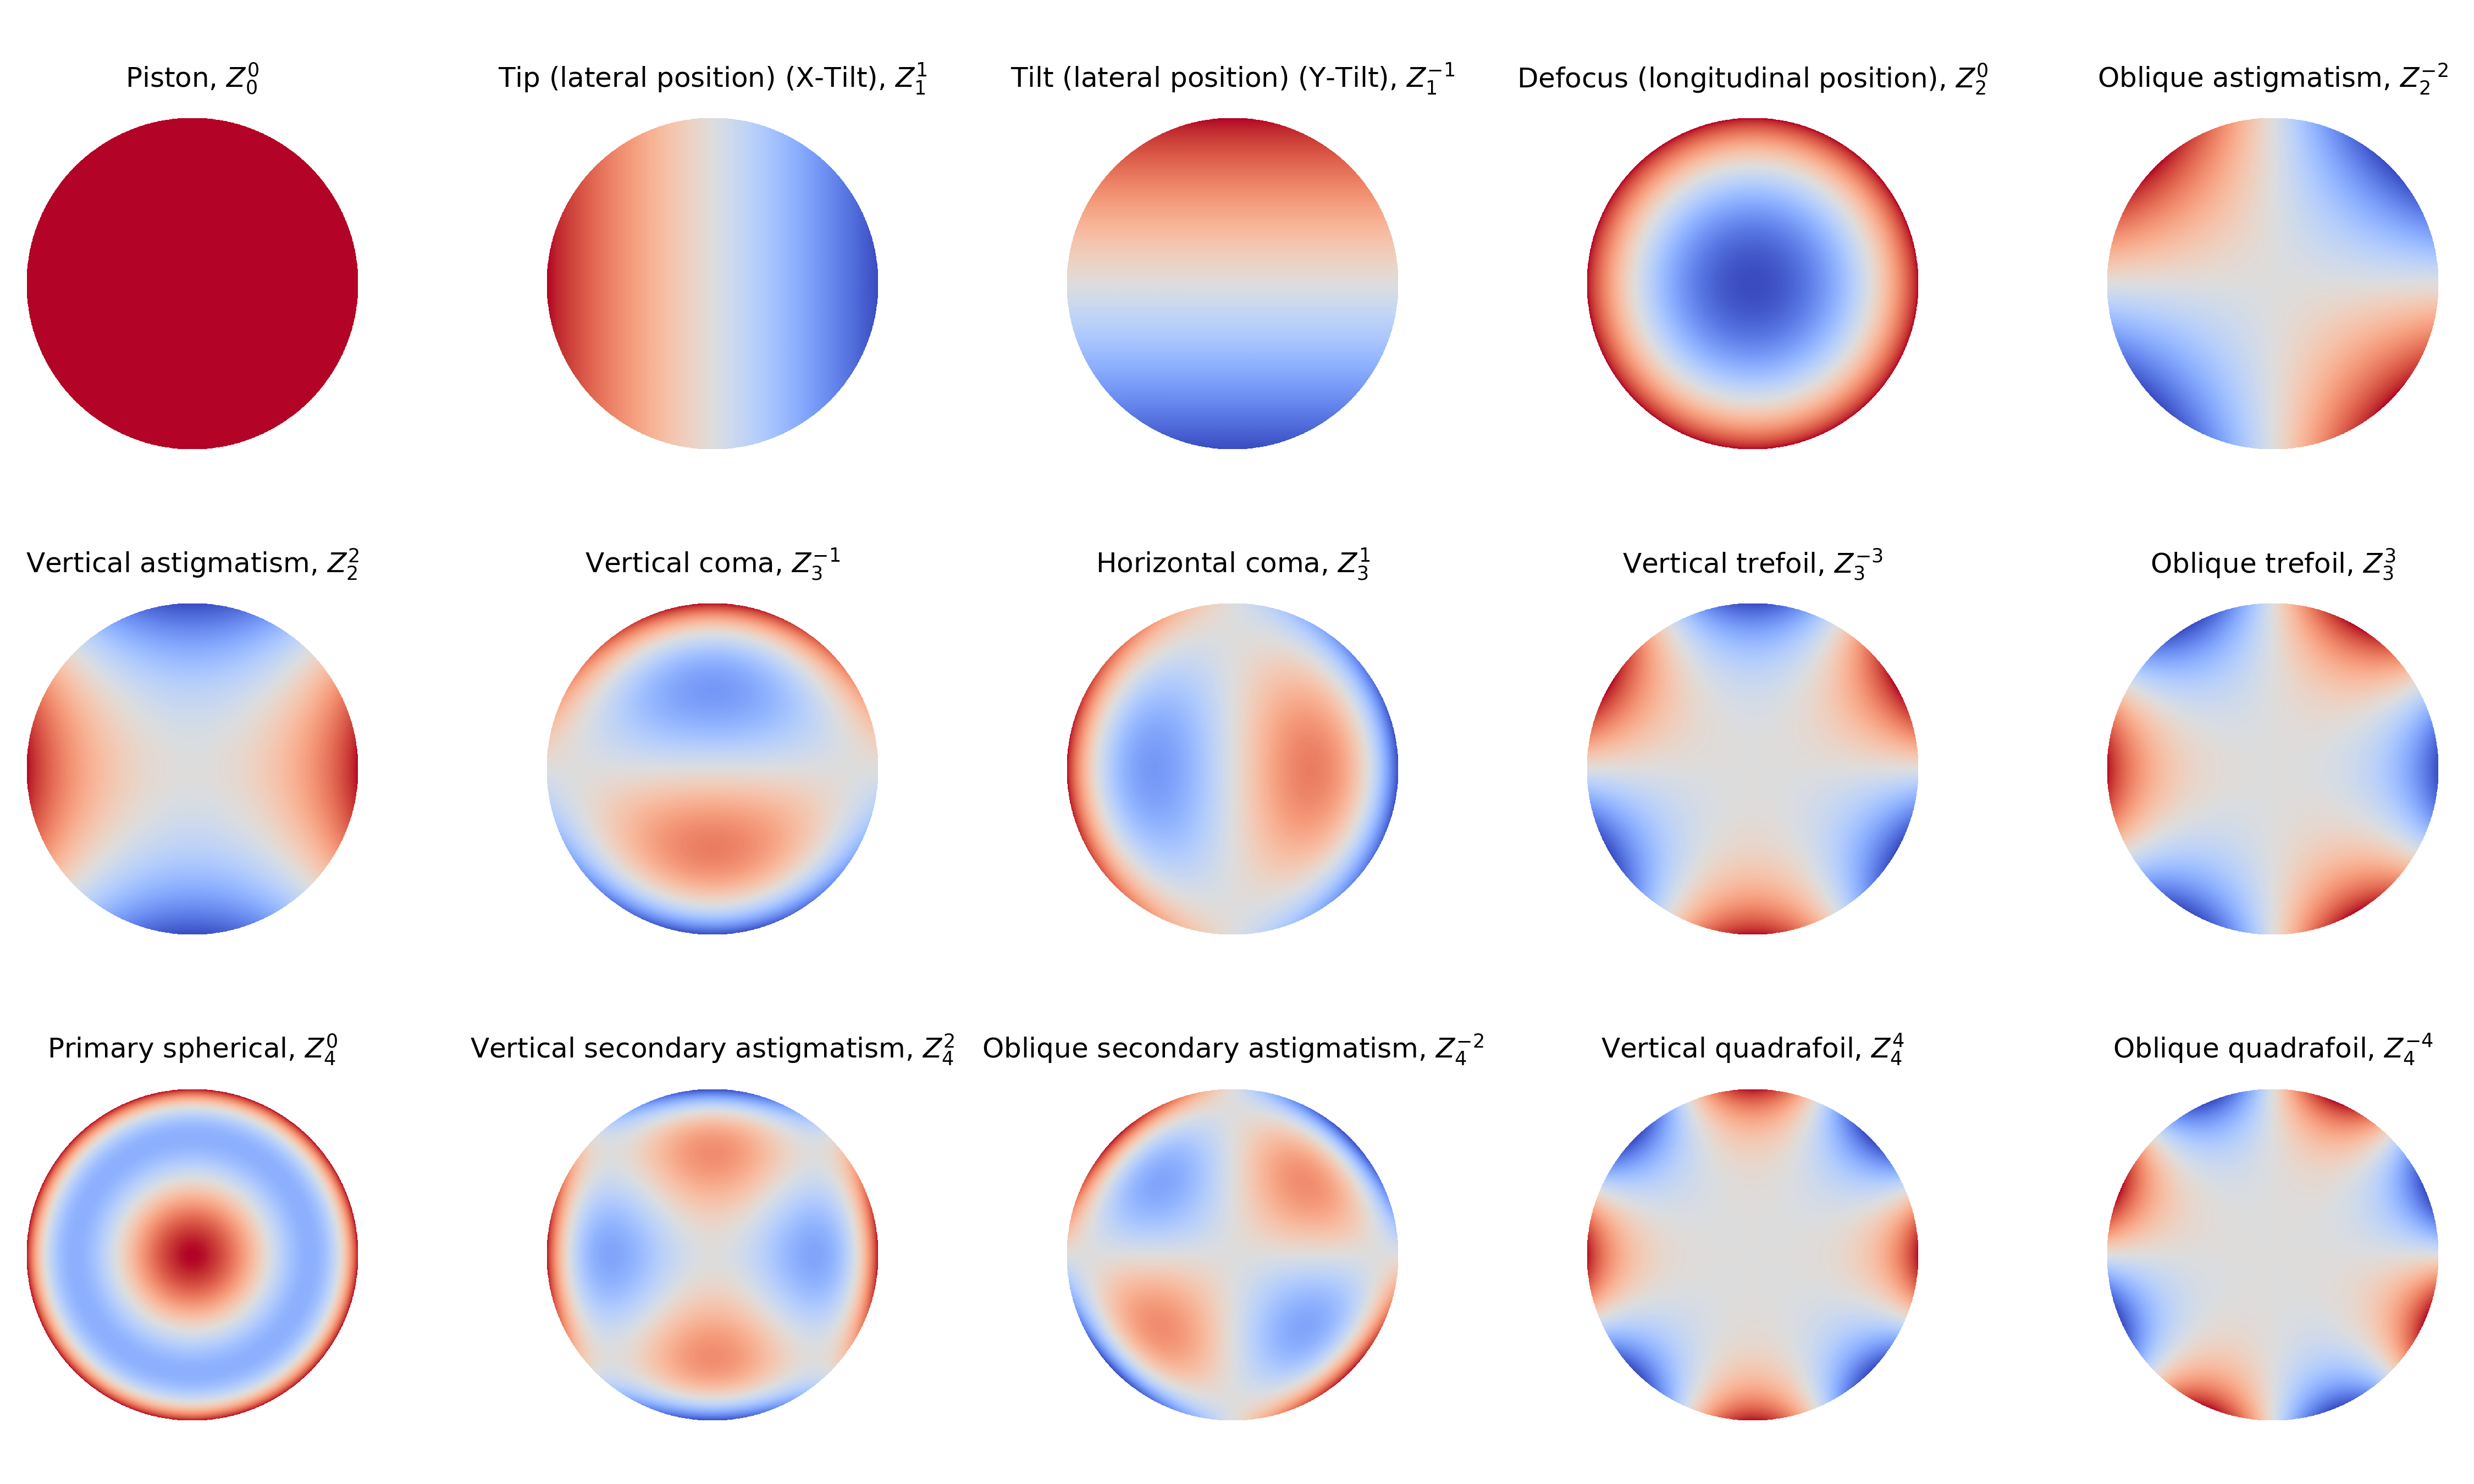 Piston, $Z_0^0$
Tip (lateral position) (X-Tilt), $Z_1^1$
Tilt (lateral position) (Y-Tilt), $Z_1^{-1}$
Defocus (longitudinal position), $Z_2^0$
Oblique astigmatism, $Z_2^{-2}$
Vertical astigmatism, $Z_2^2$
Vertical coma, $Z_3^{-1}$
Horizontal coma, $Z_3^1$
Vertical trefoil, $Z_3^{-3}$
Oblique trefoil, $Z_3^3$
Primary spherical, $Z_4^0$
Vertical secondary astigmatism, $Z_4^2$
Oblique secondary astigmatism, $Z_4^{-2}$
Vertical quadrafoil, $Z_4^4$
Oblique quadrafoil, $Z_4^{-4}$